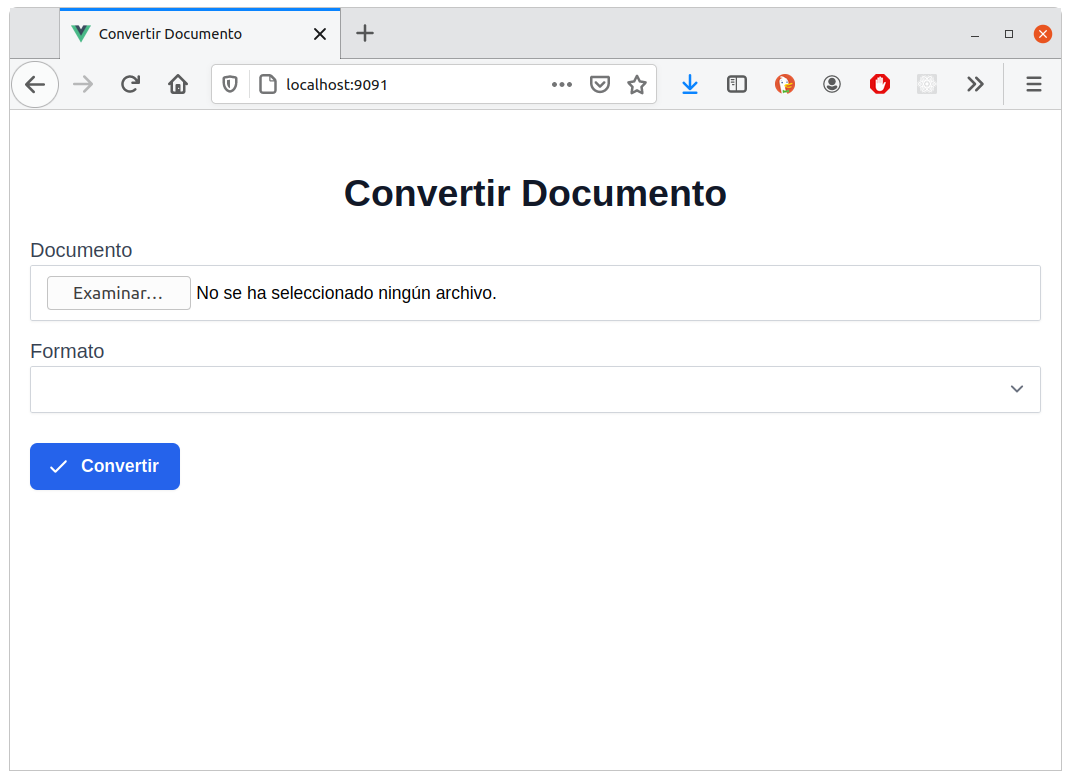 Convertir Documento
localhost:9091
Convertir Documento
Documento
Examinar... No se ha seleccionado ningún archivo.
Formato
Convertir